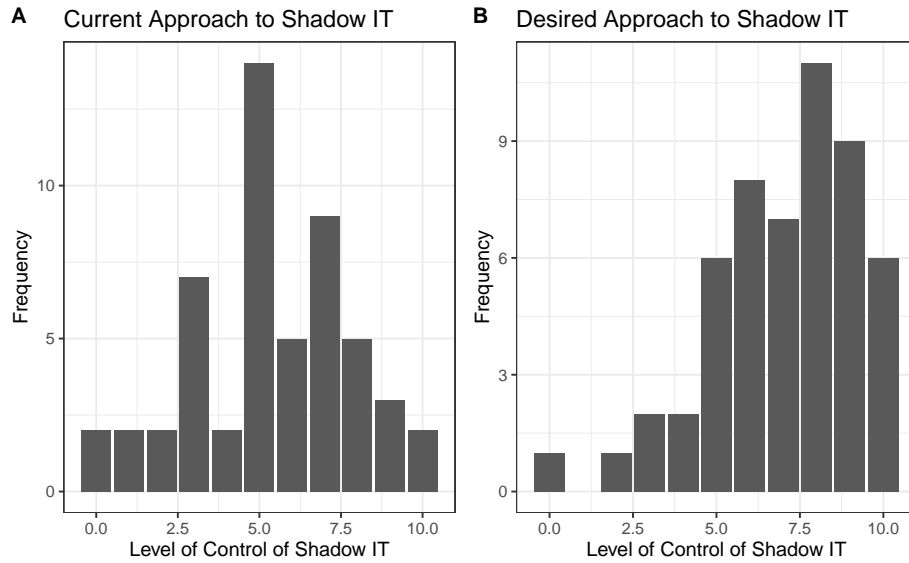 A
Current Approach to Shadow IT
Frequency
10
5
0
0.0 2.5 5.0 7.5 10.0
Level of Control of Shadow IT
B
Desired Approach to Shadow IT
Frequency
9
6
3
0
0.0 2.5 5.0 7.5 10.0
Level of Control of Shadow IT